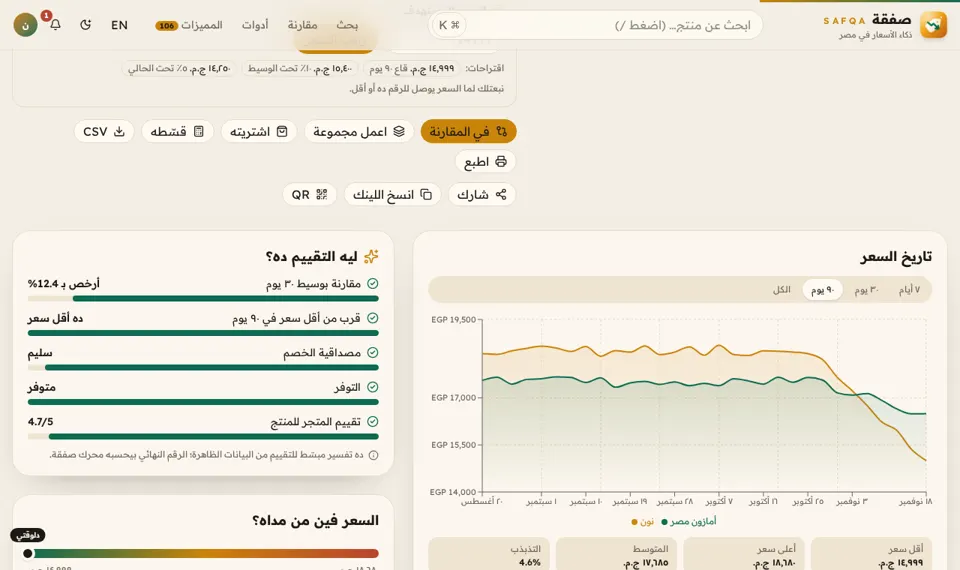 صفقة SAFQA
ذكاء الأسعار في مصر
ابحث عن منتج... (اضغط /)
⌘ K
بحث
مقارنة
أدوات
المميزات 106
EN
1
ن
اقتراحات: ١٤,٩٩٩ ج.م. قاع ٩٠ يوم ١٥,٤٠٠ ج.م. ١٠٪ تحت الوسيط ١٤,٢٥٠ ج.م. ٥٪ تحت الحالي
نبعتلك لما السعر يوصل للرقم ده أو أقل.
في المقارنة
اعمل مجموعة
اشتريته
قسّطه
CSV
اطبع
شارك
انسخ اللينك
QR
تاريخ السعر
٧ أيام
٣٠ يوم
٩٠ يوم
الكل
EGP 19,500
EGP 17,000
EGP 15,500
EGP 14,000
٢٠ أغسطس
١ سبتمبر
١٠ سبتمبر
١٩ سبتمبر
٢٨ سبتمبر
٧ أكتوبر
١٦ أكتوبر
٢٥ أكتوبر
٣ نوفمبر
١٨ نوفمبر
أمازون مصر
نون
أقل سعر
١٤,٩٩٩ ج.م.
أعلى سعر
١٨,٦٨٠ ج.م.
المتوسط
١٧,٦٨٥ ج.م.
التذبذب
4.6%
ليه التقييم ده؟
مقارنة بوسيط ٣٠ يوم
أرخص بـ 12.4%
قرب من أقل سعر في ٩٠ يوم
ده أقل سعر
مصداقية الخصم
سليم
التوفر
متوفر
تقييم المتجر للمنتج
4.7/5
ده تفسير مبسّط للتقييم من البيانات الظاهرة؛ الرقم النهائي بيحسبه محرك صفقة.
السعر فين من مداه؟
دلوقتي